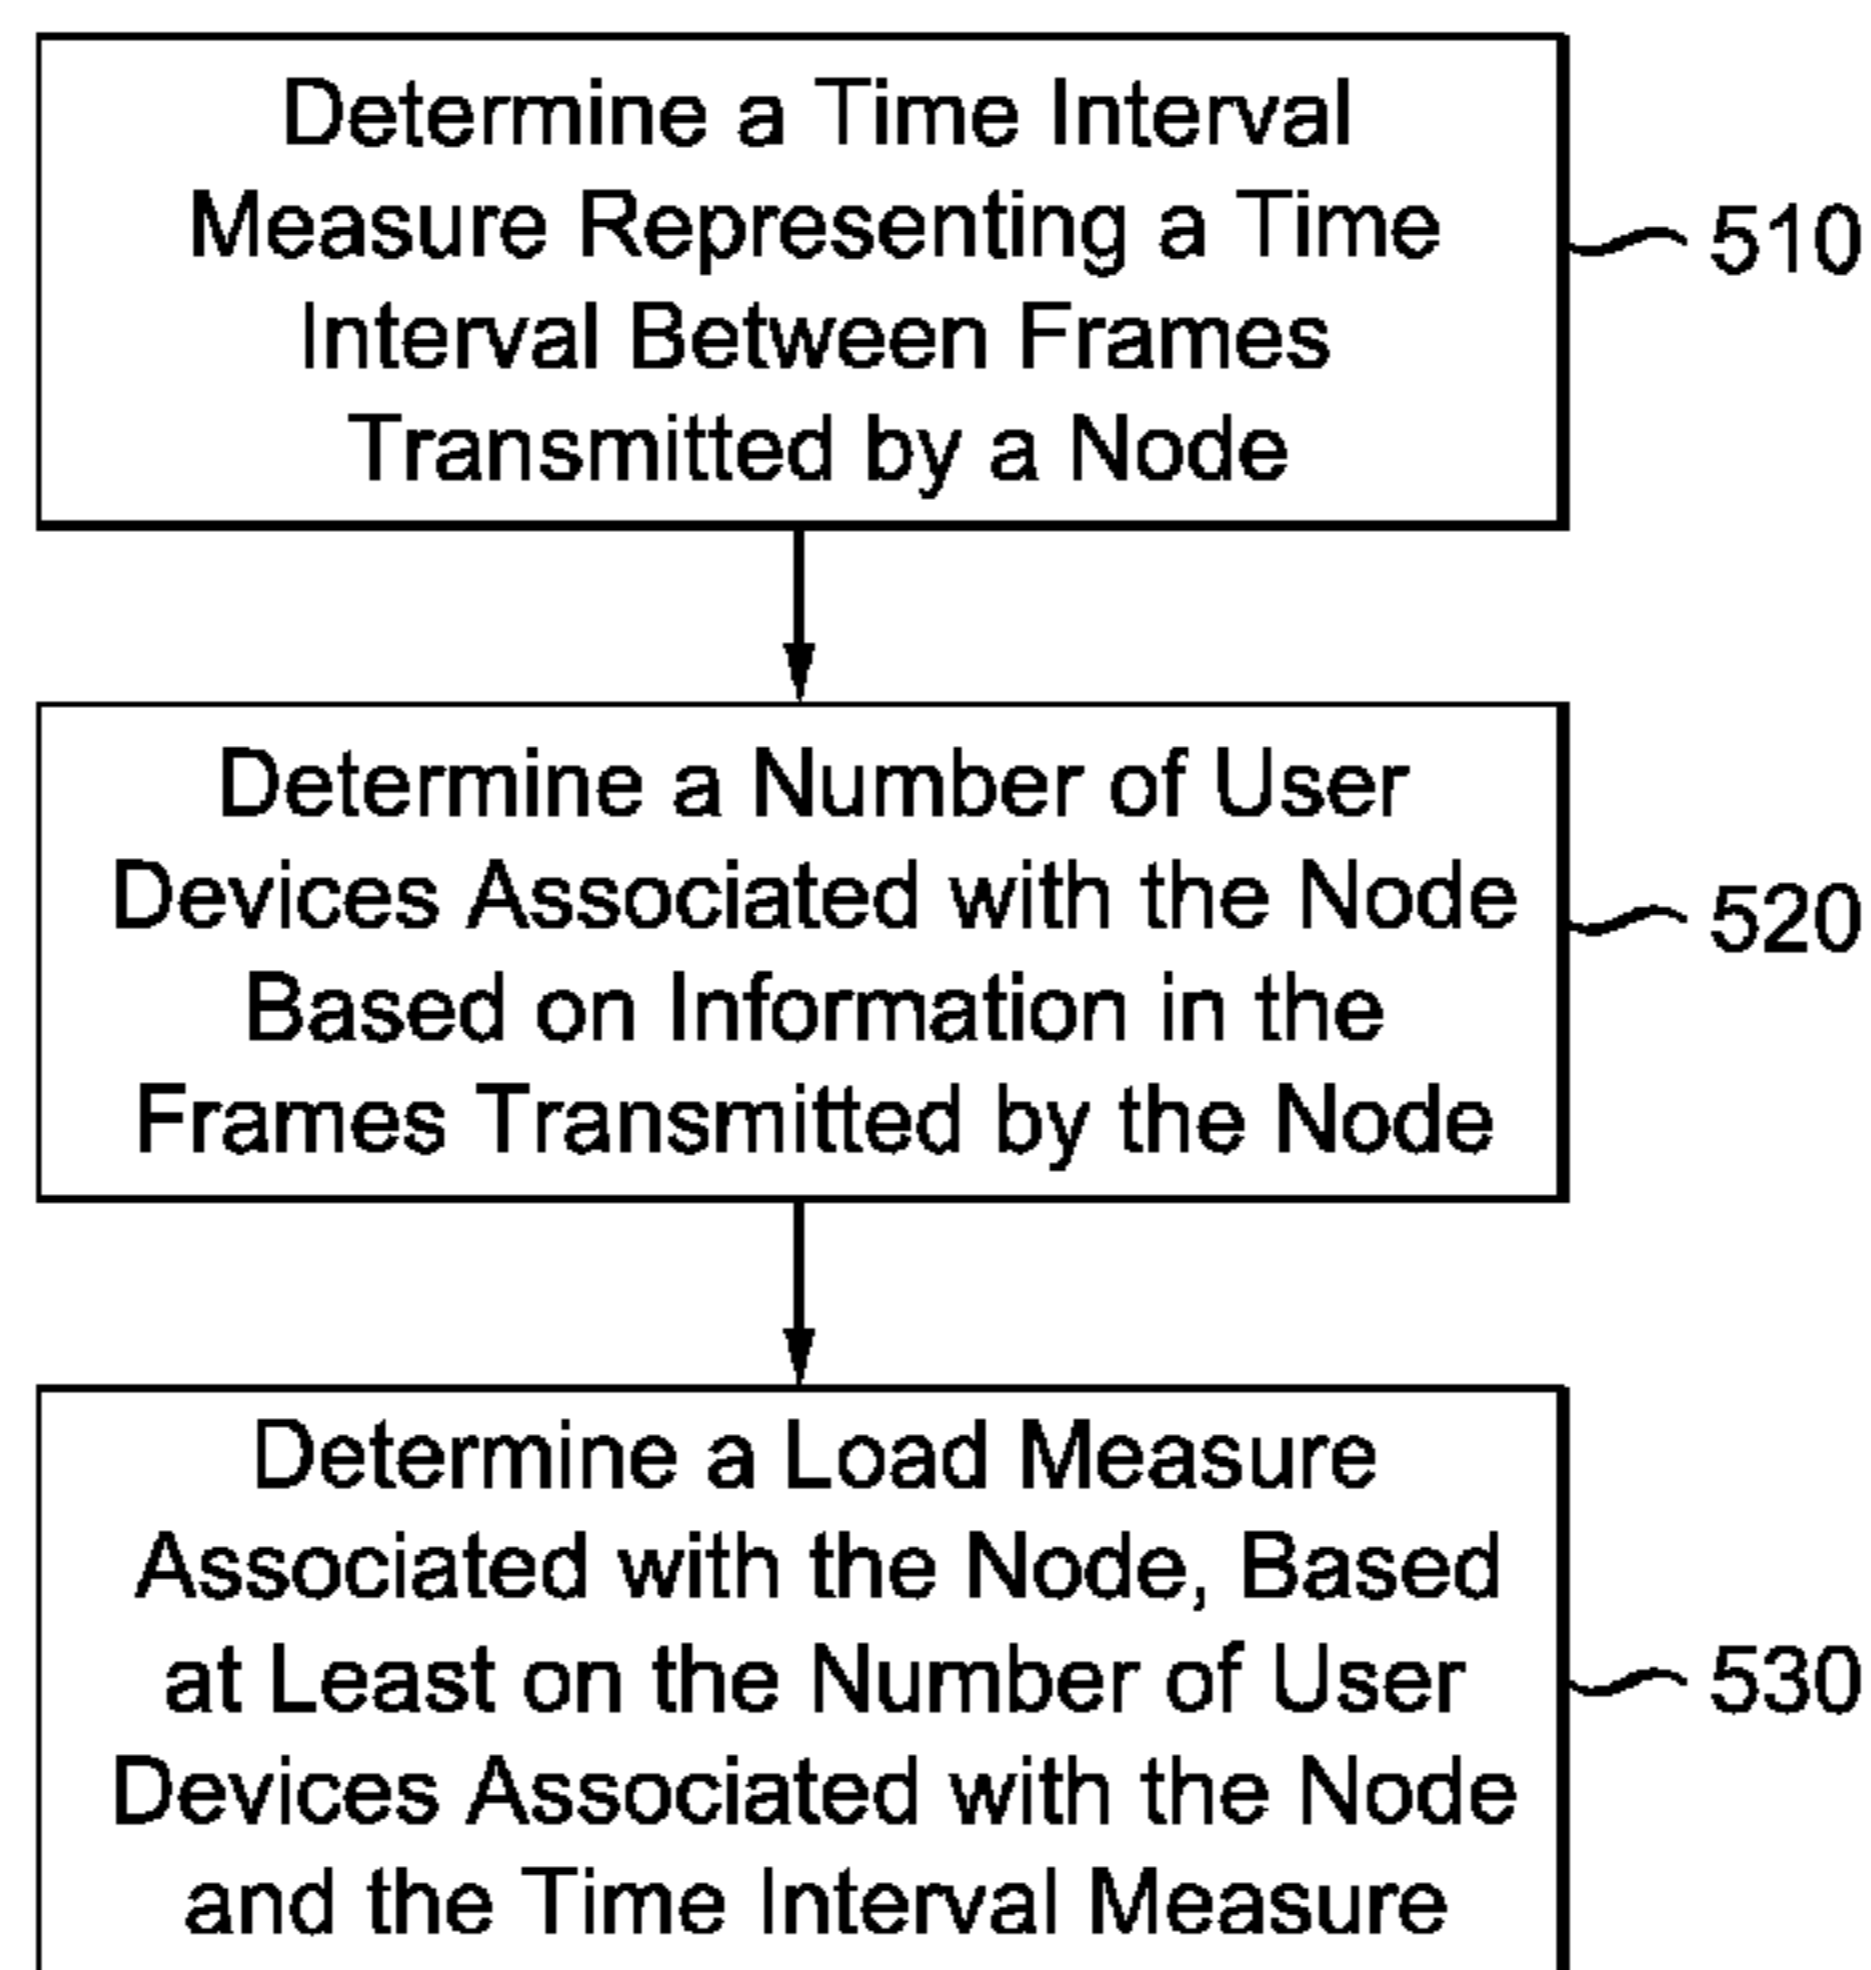 Determine a Time Interval
Measure Representing a Time
Interval Between Frames
Transmitted by a Node
510
Determine a Number of User
Devices Associated with the Node
Based on Information in the
Frames Transmitted by the Node
520
Determine a Load Measure
Associated with the Node, Based
at Least on the Number of User
Devices Associated with the Node
and the Time Interval Measure
530